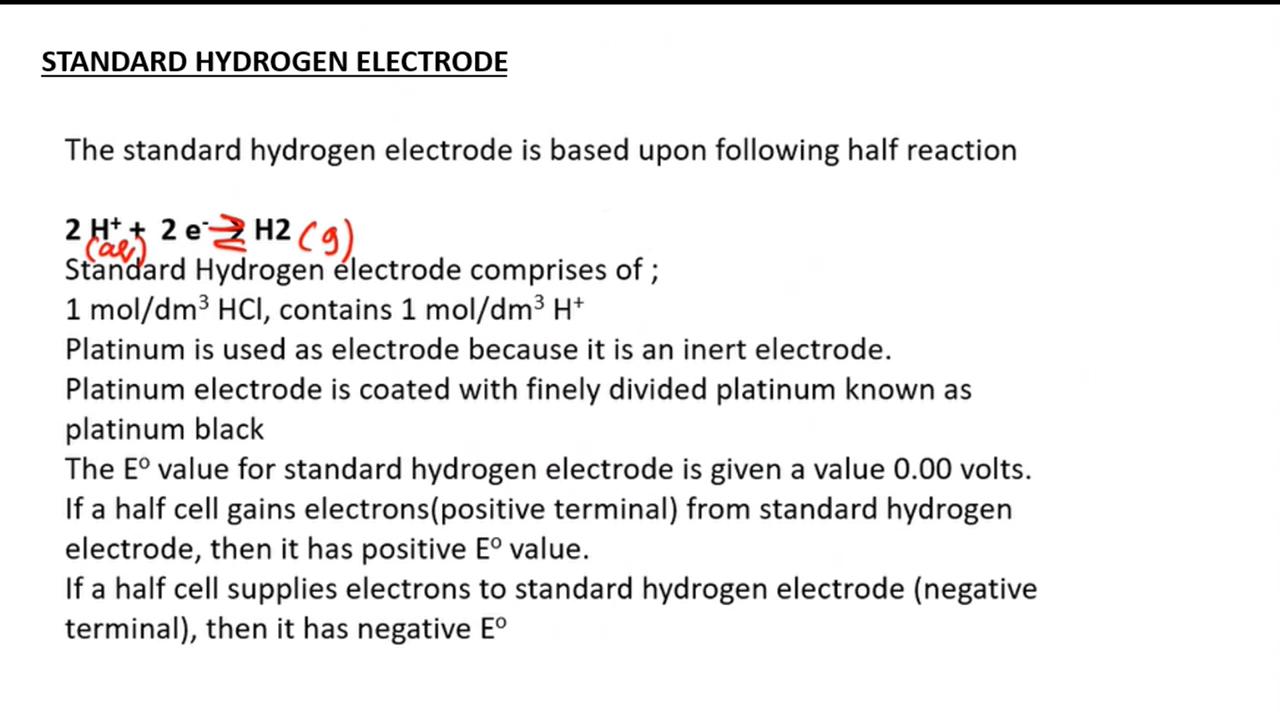 STANDARD HYDROGEN ELECTRODE
The standard hydrogen electrode is based upon following half reaction
2 H⁺ + 2 e⁻ ⇌ H2 (g)
(aq)
Standard Hydrogen electrode comprises of ;
1 mol/dm³ HCl, contains 1 mol/dm³ H⁺
Platinum is used as electrode because it is an inert electrode.
Platinum electrode is coated with finely divided platinum known as
platinum black
The E⁰ value for standard hydrogen electrode is given a value 0.00 volts.
If a half cell gains electrons(positive terminal) from standard hydrogen
electrode, then it has positive E⁰ value.
If a half cell supplies electrons to standard hydrogen electrode (negative
terminal), then it has negative E⁰